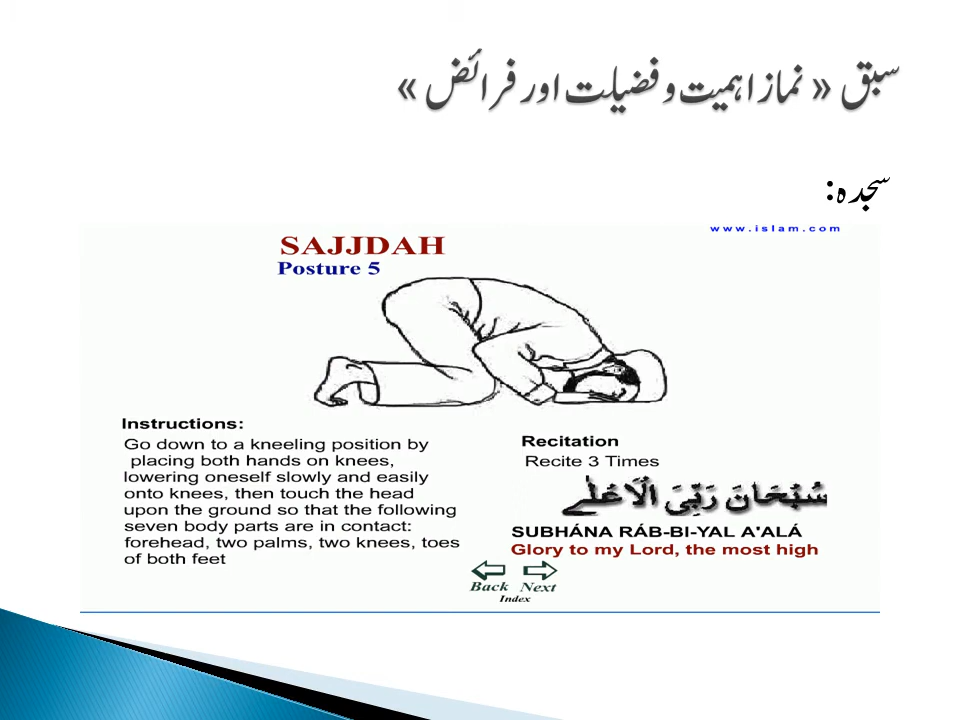 سبق « نماز اہمیت و فضیلت اور فرائض »
سجدہ:
www.islam.com
SAJJDAH
Posture 5
Instructions:
Go down to a kneeling position by
placing both hands on knees,
lowering oneself slowly and easily
onto knees, then touch the head
upon the ground so that the following
seven body parts are in contact:
forehead, two palms, two knees, toes
of both feet
Recitation
Recite 3 Times
سُبْحَانَ رَبِّیَ الْاَعْلٰے
SUBHÁNA RÁB-BI-YAL A'ALÁ
Glory to my Lord, the most high
Back Next
Index